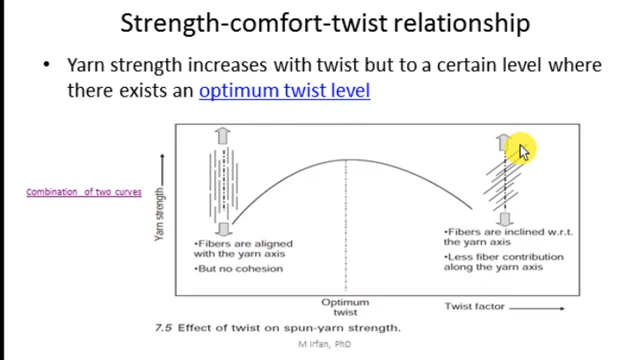 Strength-comfort-twist relationship
• Yarn strength increases with twist but to a certain level where
there exists an optimum twist level
Combination of two curves
Yarn strength
•Fibers are aligned
with the yarn axis
•But no cohesion
•Fibers are inclined w.r.t.
the yarn axis
•Less fiber contribution
along the yarn axis
Optimum
twist
Twist factor
7.5 Effect of twist on spun-yarn strength.
M Irfan, PhD